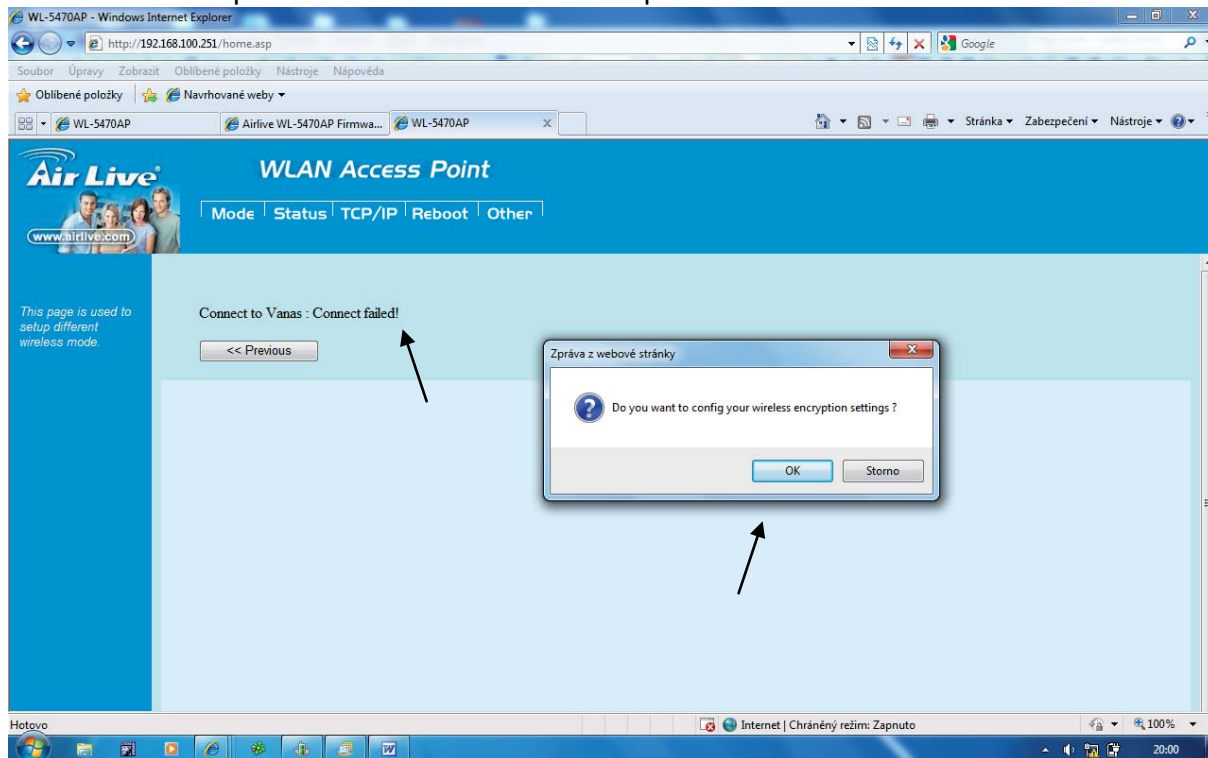 WL-5470AP - Windows Internet Explorer
http://192.168.100.251/home.asp
Google
Soubor Úpravy Zobrazit Oblíbené položky Nástroje Nápověda
Oblíbené položky Navrhované weby
WL-5470AP Airlive WL-5470AP Firmwa... WL-5470AP Stránka Zabezpečení Nástroje
Air Live
www.airlive.com
WLAN Access Point
Mode Status TCP/IP Reboot Other
This page is used to
setup different
wireless mode.
Connect to Vanas : Connect failed!
<< Previous
Zpráva z webové stránky
Do you want to config your wireless encryption settings ?
OK Storno
Hotovo Internet | Chráněný režim: Zapnuto 100%
20:00